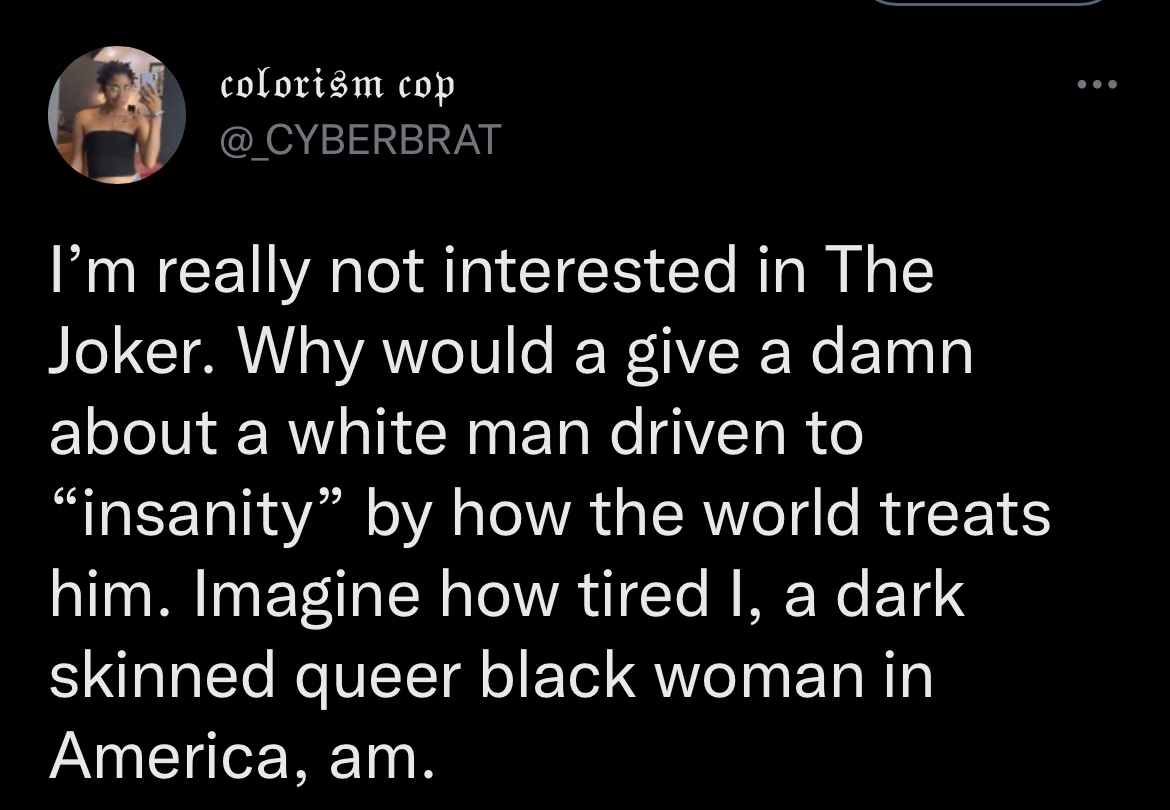 colorism cop
@_CYBERBRAT
I’m really not interested in The
Joker. Why would a give a damn
about a white man driven to
“insanity” by how the world treats
him. Imagine how tired I, a dark
skinned queer black woman in
America, am.